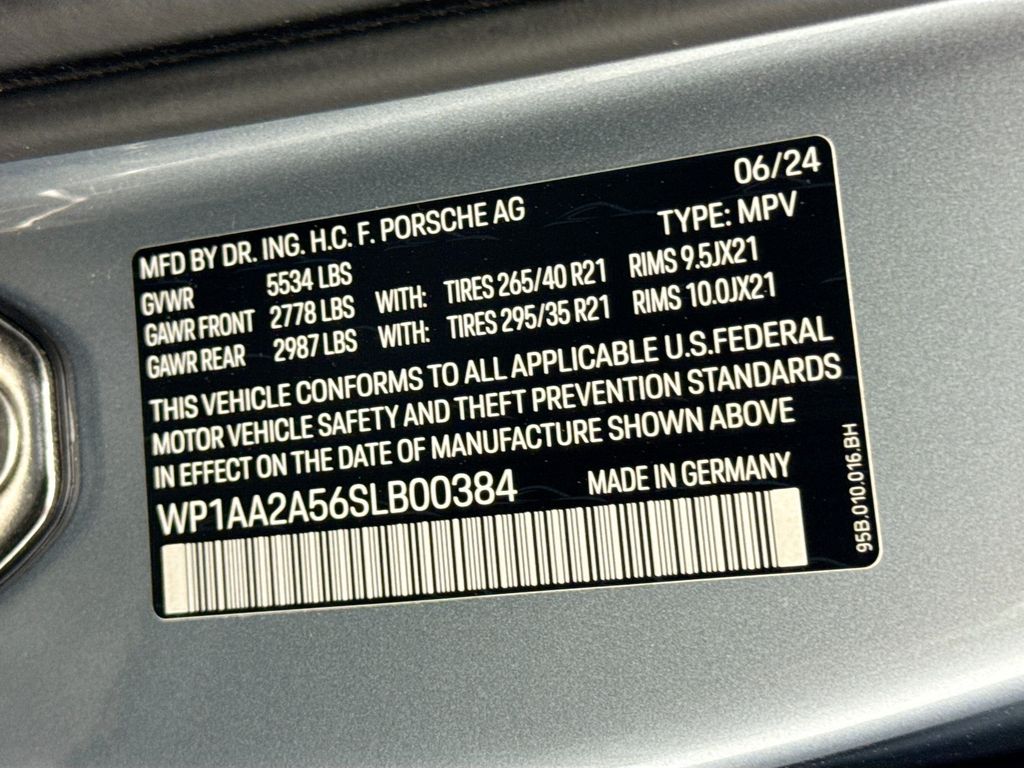 06/24
MFD BY DR. ING. H.C. F. PORSCHE AG TYPE: MPV
GVWR 5534 LBS
GAWR FRONT 2778 LBS WITH: TIRES 265/40 R21 RIMS 9.5JX21
GAWR REAR 2987 LBS WITH: TIRES 295/35 R21 RIMS 10.0JX21
THIS VEHICLE CONFORMS TO ALL APPLICABLE U.S.FEDERAL
MOTOR VEHICLE SAFETY AND THEFT PREVENTION STANDARDS
IN EFFECT ON THE DATE OF MANUFACTURE SHOWN ABOVE
WP1AA2A56SLB00384 MADE IN GERMANY
95B.010.016.BH